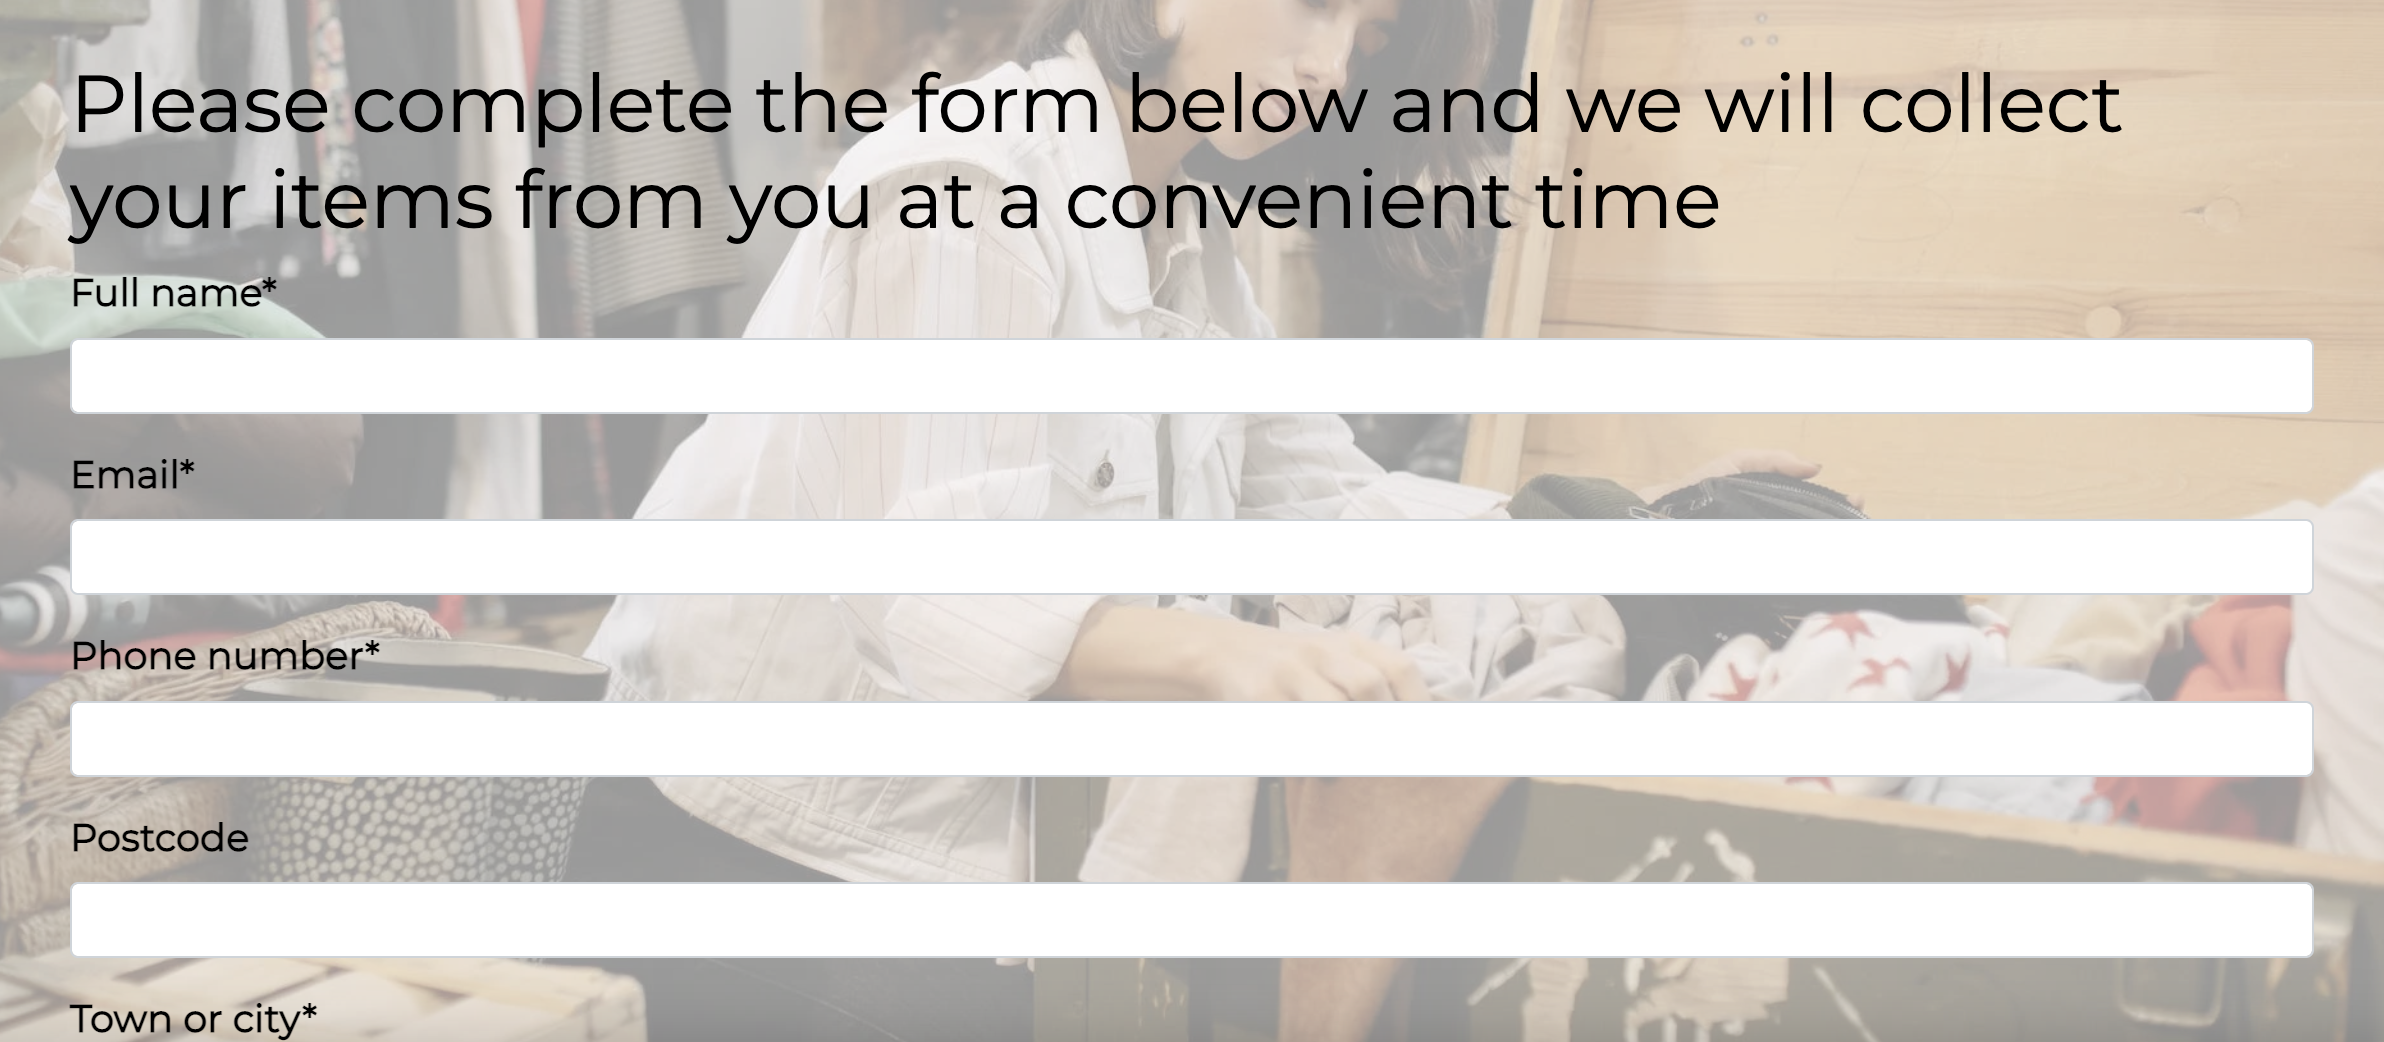 Please complete the form below and we will collect
your items from you at a convenient time
Full name*
Email*
Phone number*
Postcode
Town or city*